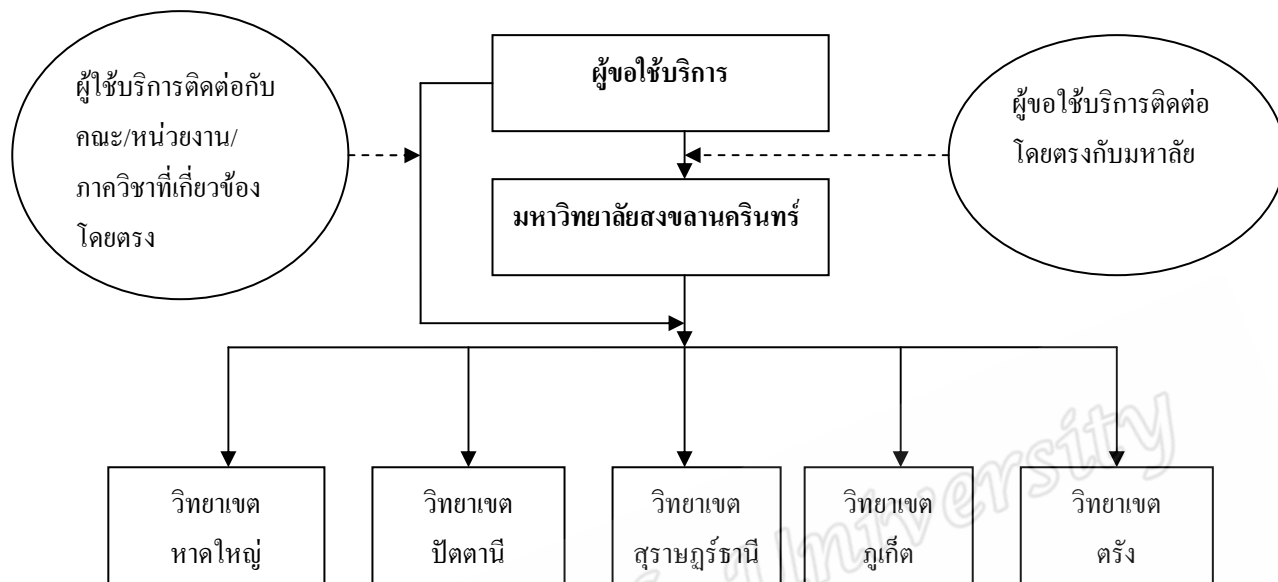 ผู้ขอใช้บริการ
ผู้ใช้บริการติดต่อกับ
คณะ/หน่วยงาน/
ภาควิชาที่เกี่ยวข้อง
โดยตรง
ผู้ขอใช้บริการติดต่อ
โดยตรงกับมหาลัย
มหาวิทยาลัยสงขลานครินทร์
วิทยาเขต
หาดใหญ่
วิทยาเขต
ปัตตานี
วิทยาเขต
สุราษฎร์ธานี
วิทยาเขต
ภูเก็ต
วิทยาเขต
ตรัง
University